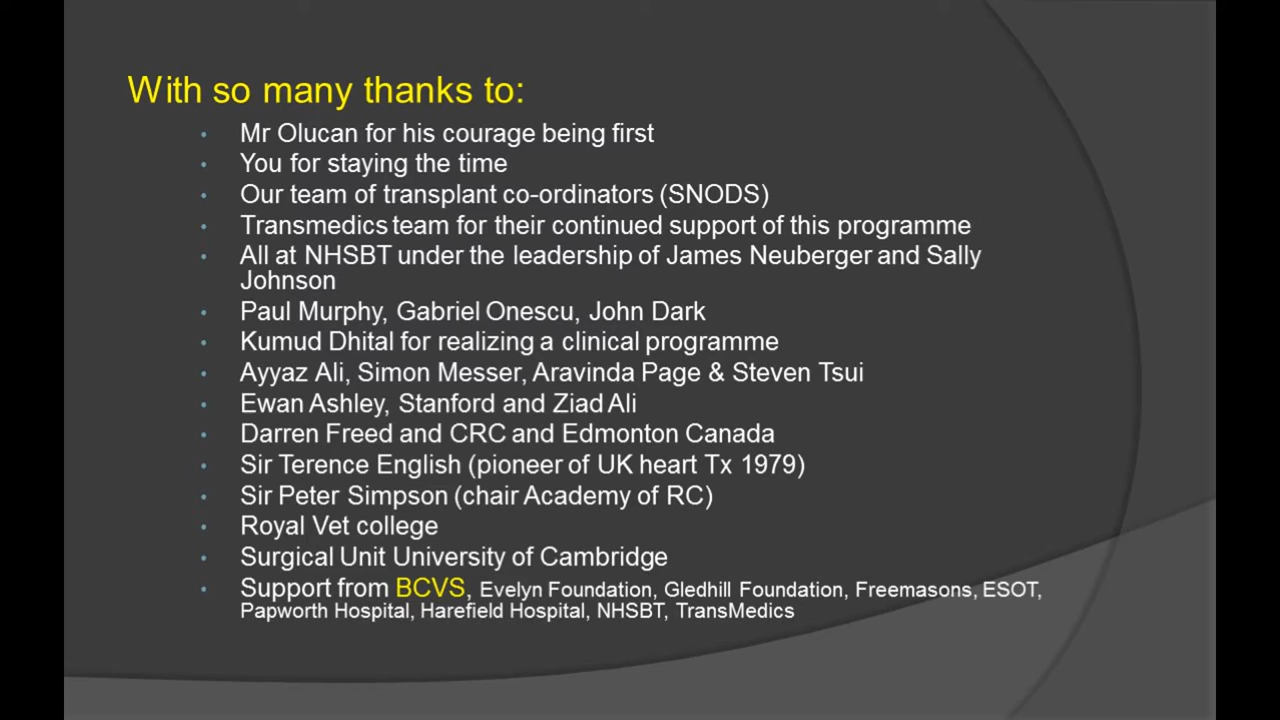 With so many thanks to:
• Mr Olucan for his courage being first
• You for staying the time
• Our team of transplant co-ordinators (SNODS)
• Transmedics team for their continued support of this programme
• All at NHSBT under the leadership of James Neuberger and Sally
Johnson
• Paul Murphy, Gabriel Onescu, John Dark
• Kumud Dhital for realizing a clinical programme
• Ayyaz Ali, Simon Messer, Aravinda Page & Steven Tsui
• Ewan Ashley, Stanford and Ziad Ali
• Darren Freed and CRC and Edmonton Canada
• Sir Terence English (pioneer of UK heart Tx 1979)
• Sir Peter Simpson (chair Academy of RC)
• Royal Vet college
• Surgical Unit University of Cambridge
• Support from BCVS, Evelyn Foundation, Gledhill Foundation, Freemasons, ESOT,
Papworth Hospital, Harefield Hospital, NHSBT, TransMedics